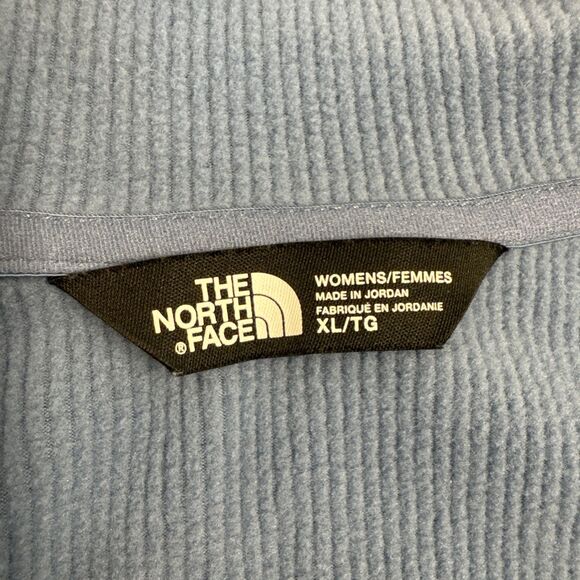 THE
NORTH
®FACE
WOMENS/FEMMES
MADE IN JORDAN
FABRIQUÉ EN JORDANIE
XL/TG